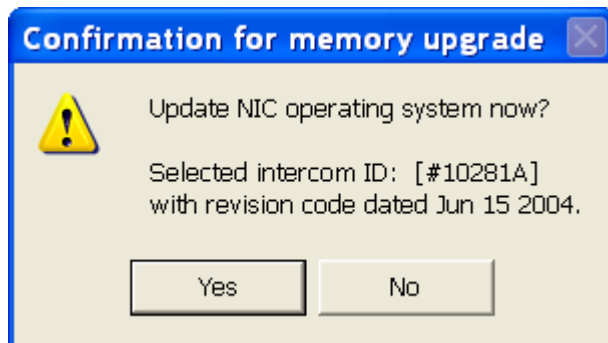 Confirmation for memory upgrade
Update NIC operating system now?
Selected intercom ID: [#10281A]
with revision code dated Jun 15 2004.
Yes No